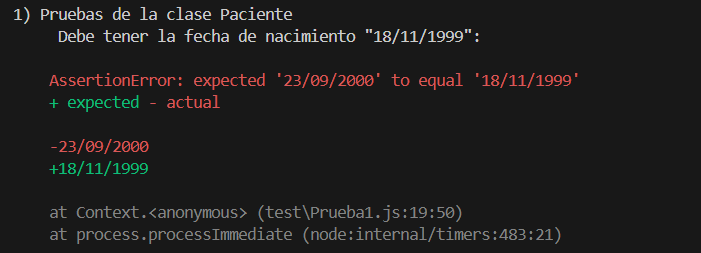 1) Pruebas de la clase Paciente
Debe tener la fecha de nacimiento "18/11/1999":
AssertionError: expected '23/09/2000' to equal '18/11/1999'
+ expected - actual
-23/09/2000
+18/11/1999
at Context.<anonymous> (test\Prueba1.js:19:50)
at process.processImmediate (node:internal/timers:483:21)